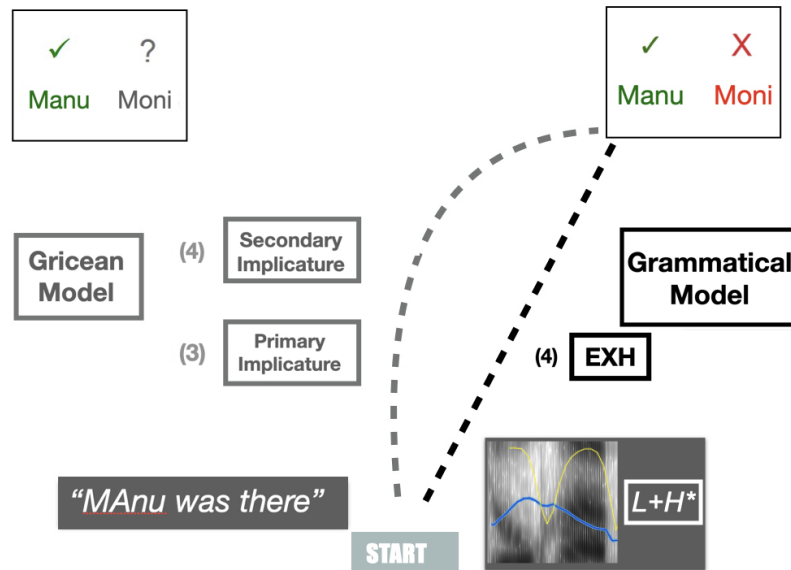 ✓ ?
Manu Moni
✓ X
Manu Moni
Gricean
Model
(4)
Secondary
Implicature
(3)
Primary
Implicature
Grammatical
Model
(4)
EXH
“MAnu was there”
L+H*
START